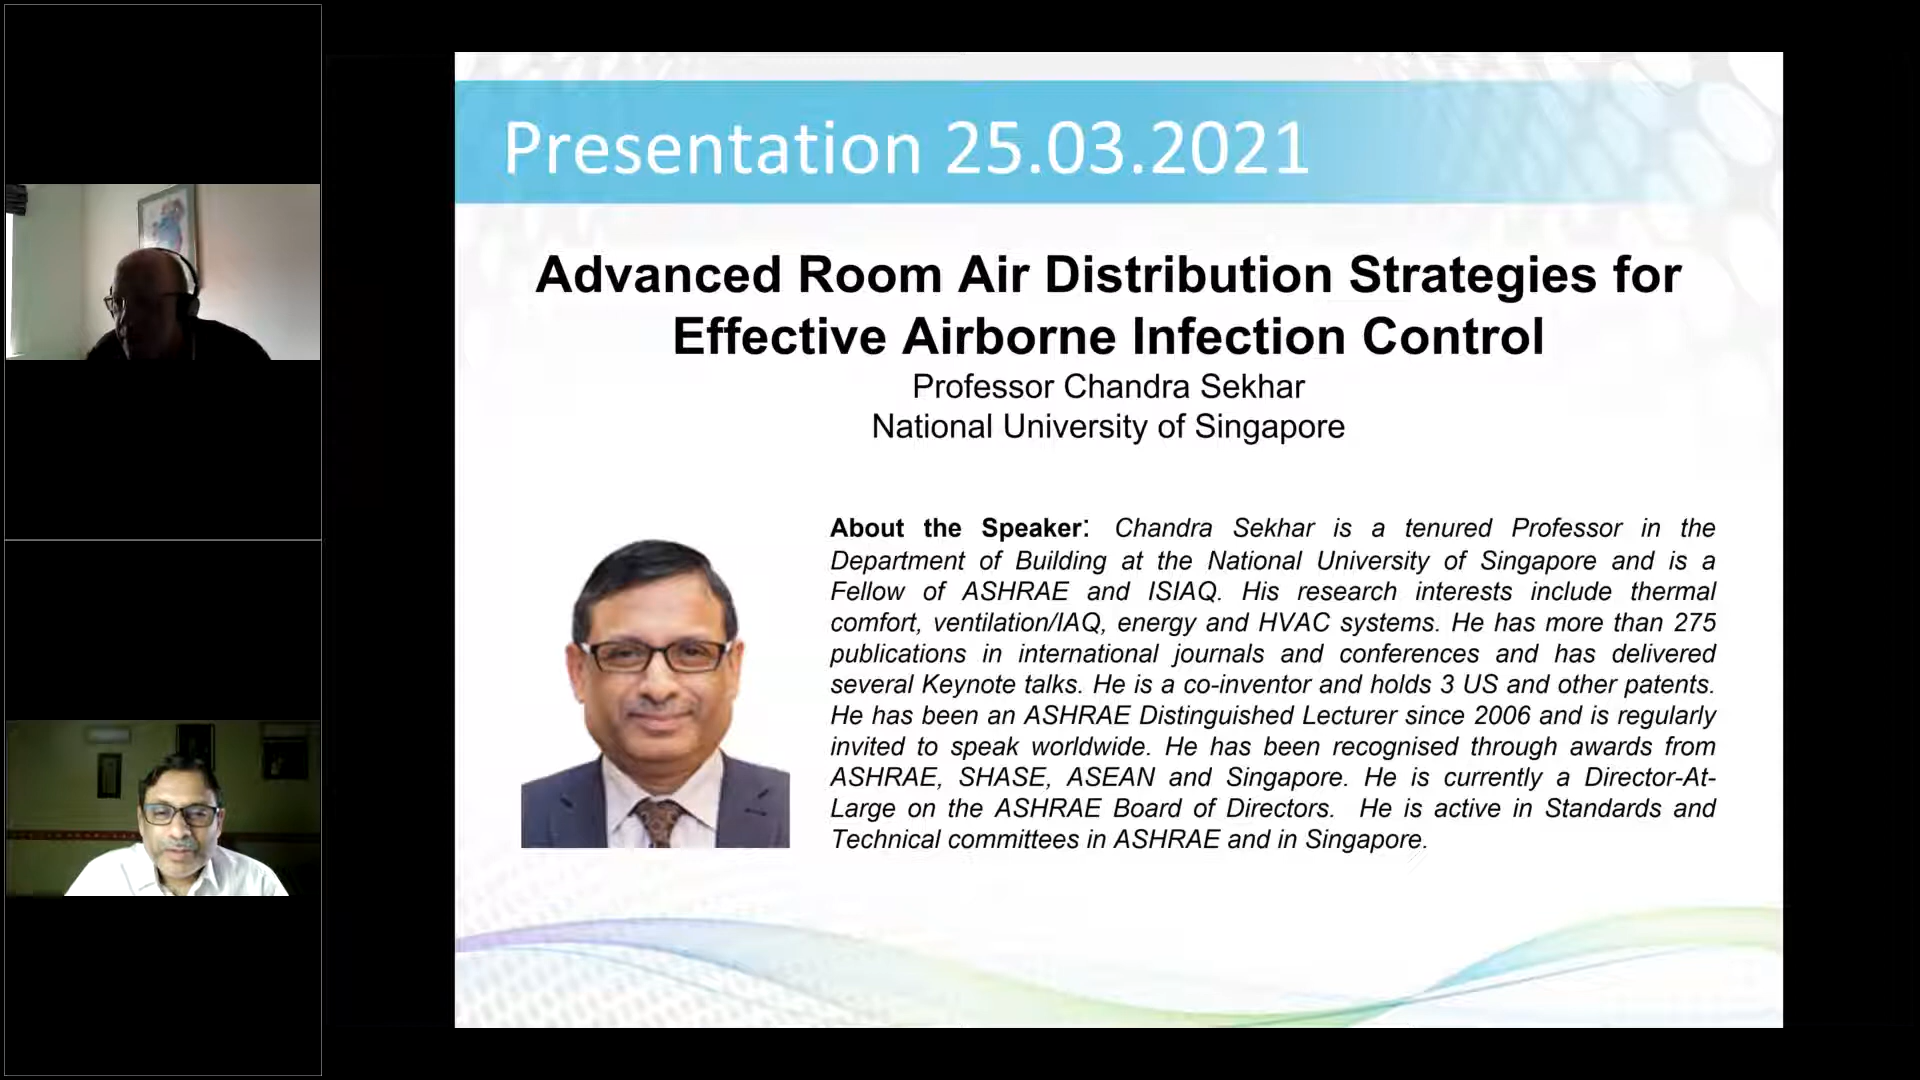 Presentation 25.03.2021
Advanced Room Air Distribution Strategies for
Effective Airborne Infection Control
Professor Chandra Sekhar
National University of Singapore
About the Speaker: Chandra Sekhar is a tenured Professor in the
Department of Building at the National University of Singapore and is a
Fellow of ASHRAE and ISIAQ. His research interests include thermal
comfort, ventilation/IAQ, energy and HVAC systems. He has more than 275
publications in international journals and conferences and has delivered
several Keynote talks. He is a co-inventor and holds 3 US and other patents.
He has been an ASHRAE Distinguished Lecturer since 2006 and is regularly
invited to speak worldwide. He has been recognised through awards from
ASHRAE, SHASE, ASEAN and Singapore. He is currently a Director-At-
Large on the ASHRAE Board of Directors. He is active in Standards and
Technical committees in ASHRAE and in Singapore.